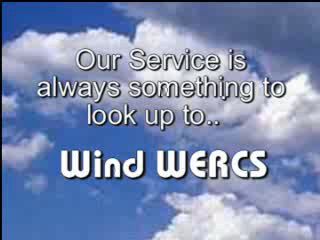 Our Service is
always something to
look up to..
Wind WERCS